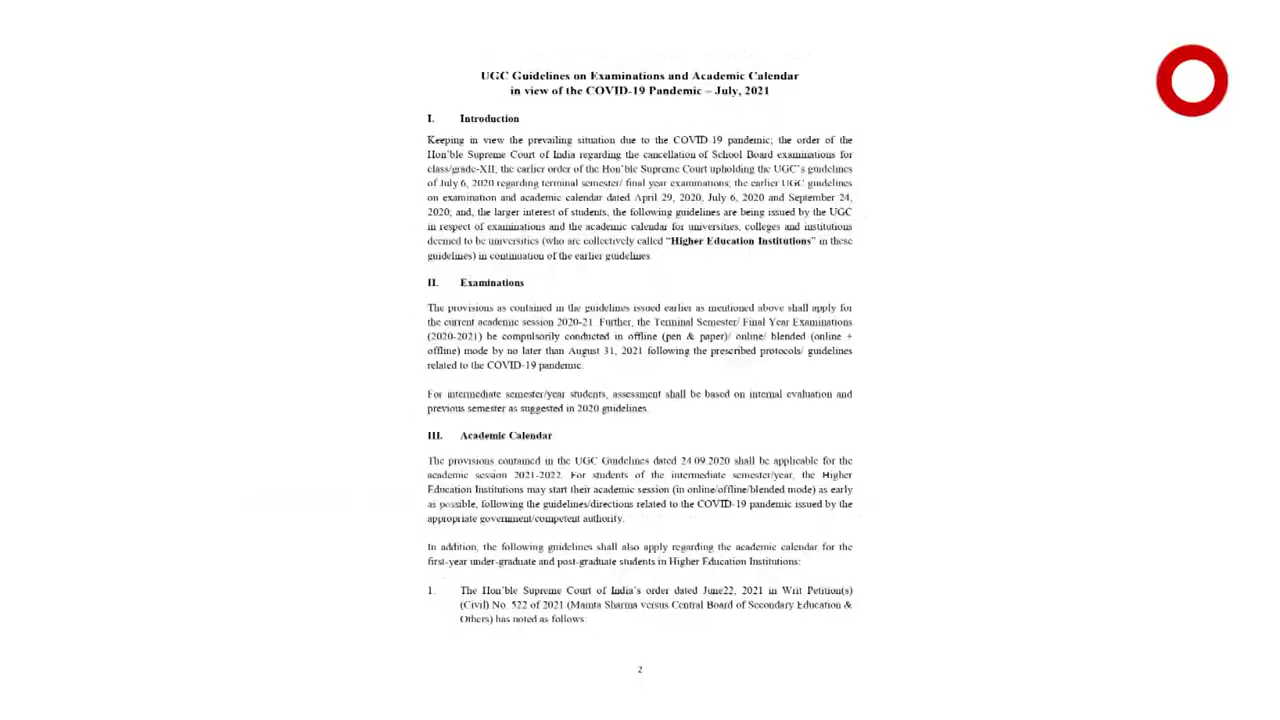 UGC Guidelines on Examinations and Academic Calendar
in view of the COVID-19 Pandemic – July, 2021
I. Introduction
Keeping in view the prevailing situation due to the COVID-19 pandemic; the order of the
Hon'ble Supreme Court of India regarding the cancellation of School Board examinations for
class/grade-XII; the earlier order of the Hon'ble Supreme Court upholding the UGC's guidelines
of July 6, 2020 regarding terminal semester/ final year examinations; the earlier UGC guidelines
on examination and academic calendar dated April 29, 2020, July 6, 2020 and September 24,
2020; and, the larger interest of students, the following guidelines are being issued by the UGC
in respect of examinations and the academic calendar for universities, colleges and institutions
deemed to be universities (who are collectively called "Higher Education Institutions" in these
guidelines) in continuation of the earlier guidelines.
II. Examinations
The provisions as contained in the guidelines issued earlier as mentioned above shall apply for
the current academic session 2020-21. Further, the Terminal Semester/ Final Year Examinations
(2020-2021) be compulsorily conducted in offline (pen & paper)/ online/ blended (online +
offline) mode by no later than August 31, 2021 following the prescribed protocols/ guidelines
related to the COVID-19 pandemic.
For intermediate semester/year students, assessment shall be based on internal evaluation and
previous semester as suggested in 2020 guidelines.
III. Academic Calendar
The provisions contained in the UGC Guidelines dated 24.09.2020 shall be applicable for the
academic session 2021-2022. For students of the intermediate semester/year, the Higher
Education Institutions may start their academic session (in online/offline/blended mode) as early
as possible, following the guidelines/directions related to the COVID-19 pandemic issued by the
appropriate government/competent authority.
In addition, the following guidelines shall also apply regarding the academic calendar for the
first-year under-graduate and post-graduate students in Higher Education Institutions:
1. The Hon'ble Supreme Court of India's order dated June22, 2021 in Writ Petition(s)
(Civil) No. 522 of 2021 (Mamta Sharma versus Central Board of Secondary Education &
Others) has noted as follows:
2